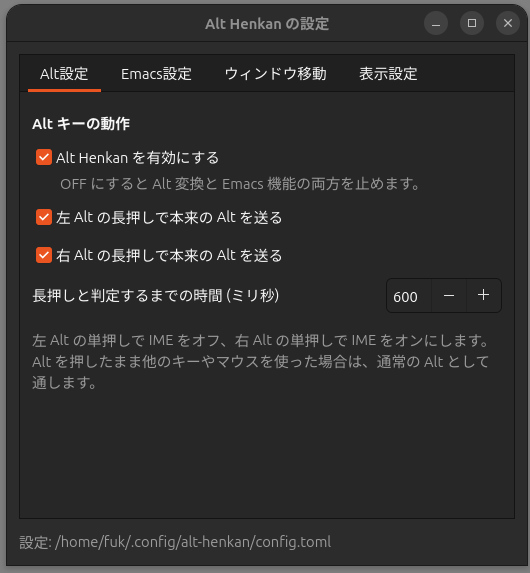 Alt Henkan の設定
Alt設定 Emacs設定 ウィンドウ移動 表示設定
Alt キーの動作
Alt Henkan を有効にする
OFF にすると Alt 変換と Emacs 機能の両方を止めます。
左 Alt の長押しで本来の Alt を送る
右 Alt の長押しで本来の Alt を送る
長押しと判定するまでの時間 (ミリ秒) 600
左 Alt の単押しで IME をオフ、右 Alt の単押しで IME をオンにします。
Alt を押したまま他のキーやマウスを使った場合は、通常の Alt として
通します。
設定: /home/fuk/.config/alt-henkan/config.toml